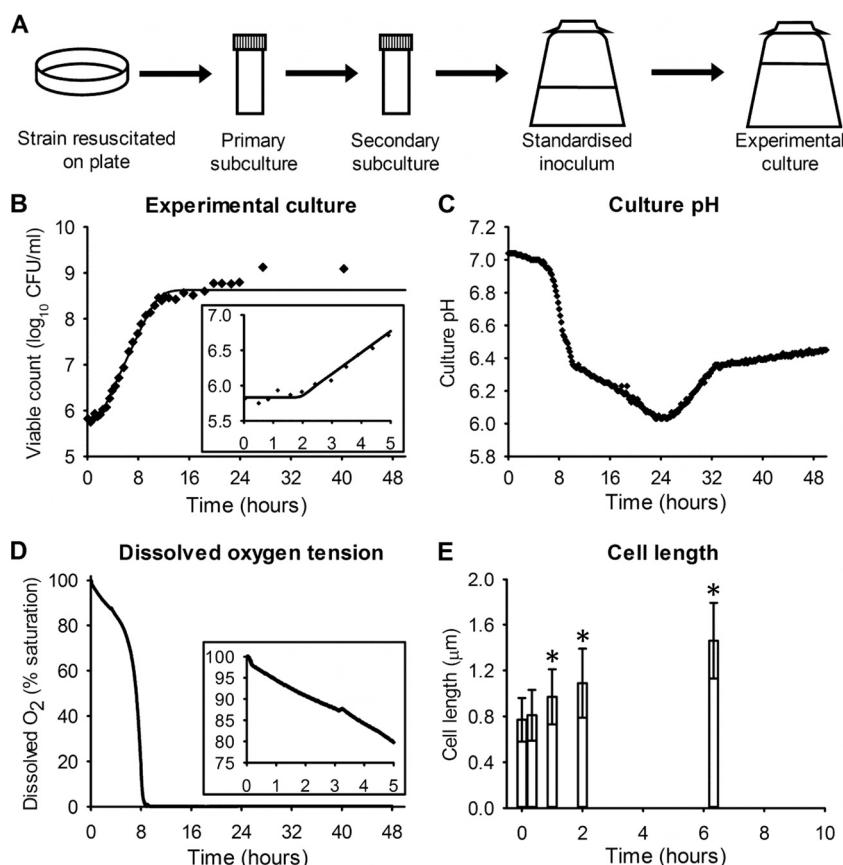 A
Strain resuscitated
on plate
Primary
subculture
Secondary
subculture
Standardised
inoculum
Experimental
culture
B
Experimental culture
Viable count (log10 CFU/ml)
10
9
8
7
6
5
0 8 16 24 32 40 48
Time (hours)
7.0
6.5
6.0
5.5
0 1 2 3 4 5
C
Culture pH
Culture pH
7.2
7.0
6.8
6.6
6.4
6.2
6.0
5.8
0 8 16 24 32 40 48
Time (hours)
D
Dissolved oxygen tension
Dissolved O2 (% saturation)
100
80
60
40
20
0
0 8 16 24 32 40 48
Time (hours)
100
95
90
85
80
75
0 1 2 3 4 5
E
Cell length
Cell length (μm)
2.0
1.6
1.2
0.8
0.4
0.0
* * *
0 2 4 6 8 10
Time (hours)